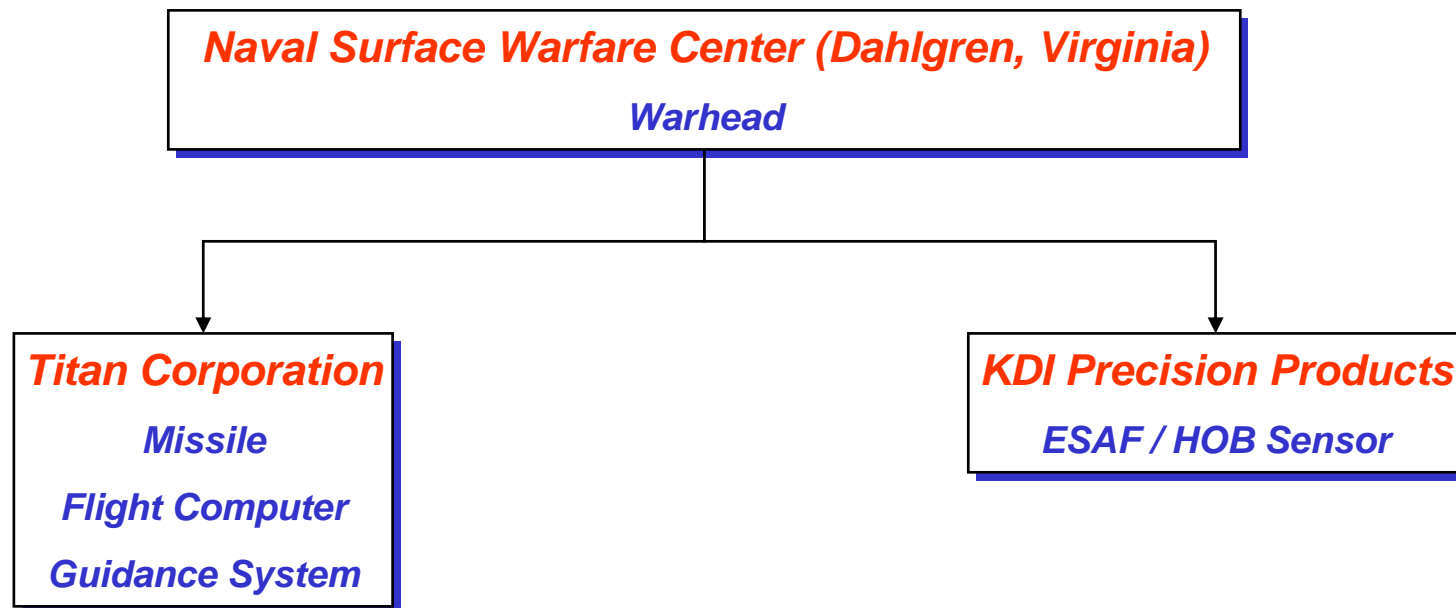 Naval Surface Warfare Center (Dahlgren, Virginia)
Warhead
Titan Corporation
Missile
Flight Computer
Guidance System
KDI Precision Products
ESAF / HOB Sensor